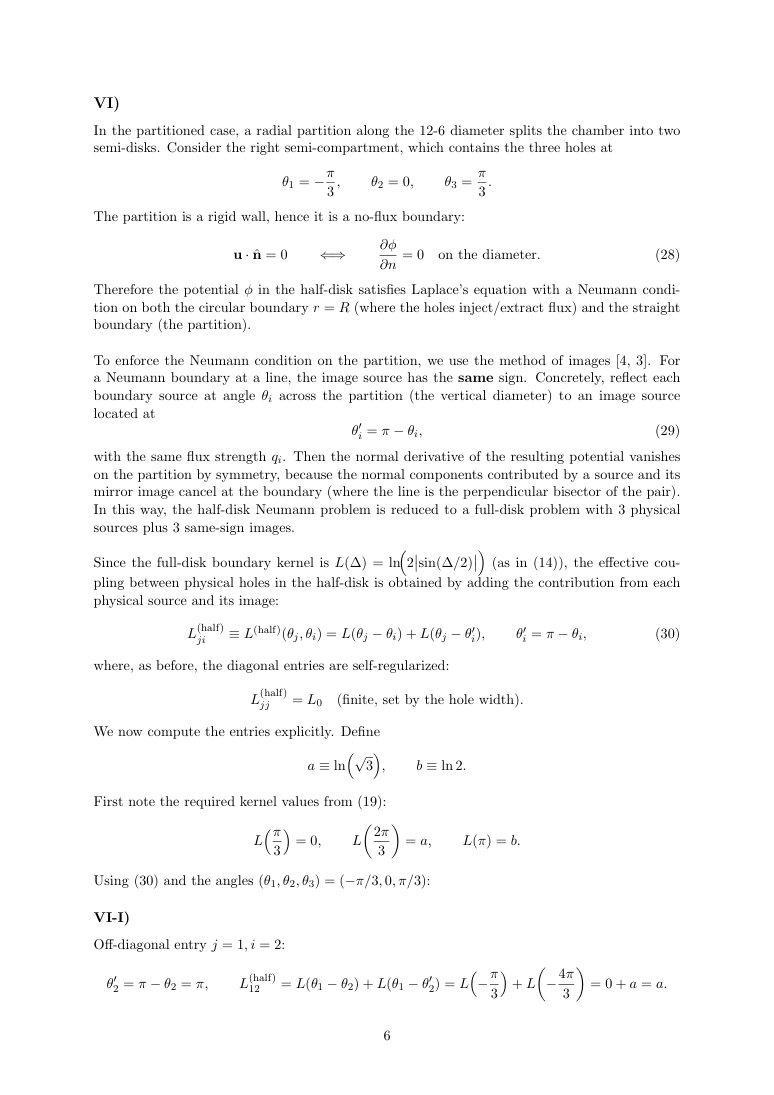 VI)
In the partitioned case, a radial partition along the 12-6 diameter splits the chamber into two
semi-disks. Consider the right semi-compartment, which contains the three holes at
θ₁ = −π/3, θ₂ = 0, θ₃ = π/3.
The partition is a rigid wall, hence it is a no-flux boundary:
u · n̂ = 0 ⟺ ∂ϕ/∂n = 0 on the diameter. (28)
Therefore the potential ϕ in the half-disk satisfies Laplace's equation with a Neumann condi-
tion on both the circular boundary r = R (where the holes inject/extract flux) and the straight
boundary (the partition).
To enforce the Neumann condition on the partition, we use the method of images [4, 3]. For
a Neumann boundary at a line, the image source has the same sign. Concretely, reflect each
boundary source at angle θᵢ across the partition (the vertical diameter) to an image source
located at
θ′ᵢ = π − θᵢ, (29)
with the same flux strength qᵢ. Then the normal derivative of the resulting potential vanishes
on the partition by symmetry, because the normal components contributed by a source and its
mirror image cancel at the boundary (where the line is the perpendicular bisector of the pair).
In this way, the half-disk Neumann problem is reduced to a full-disk problem with 3 physical
sources plus 3 same-sign images.
Since the full-disk boundary kernel is L(Δ) = ln(2|sin(Δ/2)|) (as in (14)), the effective cou-
pling between physical holes in the half-disk is obtained by adding the contribution from each
physical source and its image:
L_{ji}^{(half)} ≡ L^{(half)}(θⱼ, θᵢ) = L(θⱼ − θᵢ) + L(θⱼ − θ′ᵢ), θ′ᵢ = π − θᵢ, (30)
where, as before, the diagonal entries are self-regularized:
L_{jj}^{(half)} = L₀ (finite, set by the hole width).
We now compute the entries explicitly. Define
a ≡ ln(√3), b ≡ ln 2.
First note the required kernel values from (19):
L(π/3) = 0, L(2π/3) = a, L(π) = b.
Using (30) and the angles (θ₁, θ₂, θ₃) = (−π/3, 0, π/3):
VI-I)
Off-diagonal entry j = 1, i = 2:
θ′₂ = π − θ₂ = π, L_{12}^{(half)} = L(θ₁ − θ₂) + L(θ₁ − θ′₂) = L(−π/3) + L(−4π/3) = 0 + a = a.
6